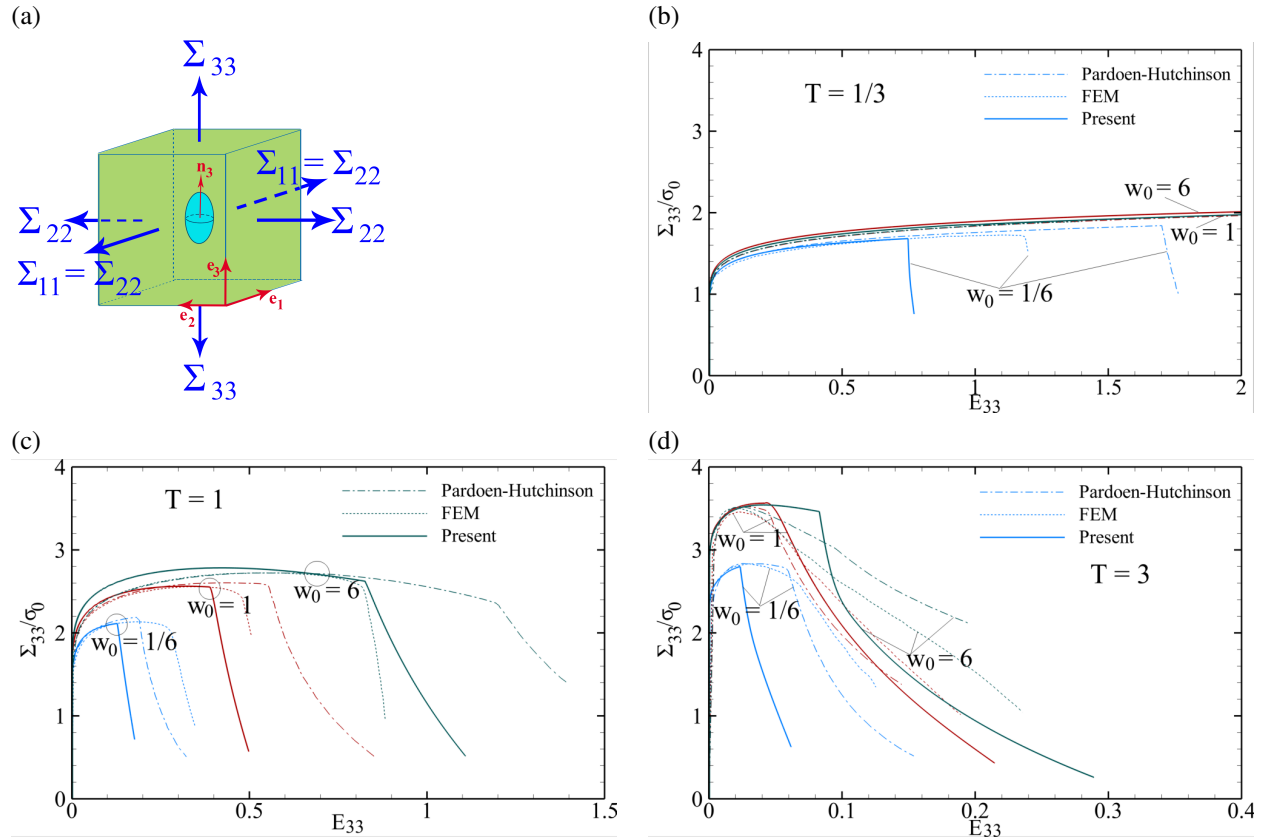 (a)
Σ33
n3
Σ11 = Σ22
Σ22
Σ22
Σ11 = Σ22
e3
e2
e1
Σ33
(b)
Σ33/σ0
4
3
2
1
0
T = 1/3
Pardoen-Hutchinson
FEM
Present
w0 = 6
w0 = 1
w0 = 1/6
0
0.5
1
1.5
2
E33
(c)
Σ33/σ0
4
3
2
1
0
T = 1
Pardoen-Hutchinson
FEM
Present
w0 = 6
w0 = 1
w0 = 1/6
0
0.5
1
1.5
E33
(d)
Σ33/σ0
4
3
2
1
0
Pardoen-Hutchinson
FEM
Present
T = 3
w0 = 1
w0 = 1/6
w0 = 6
0
0.1
0.2
0.3
0.4
E33